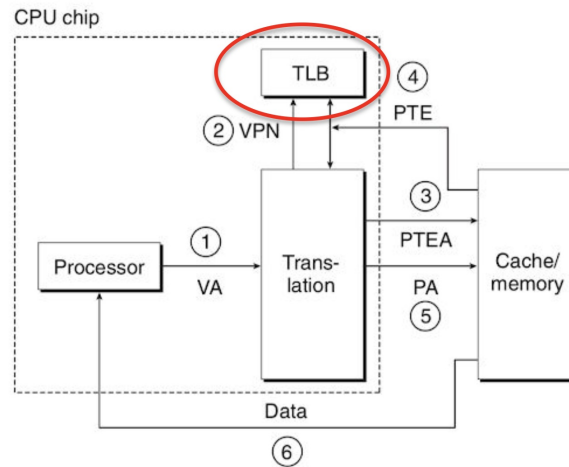 CPU chip
TLB
4
PTE
2 VPN
3
PTEA
1
Processor
VA
Trans-
lation
PA
5
Cache/
memory
Data
6